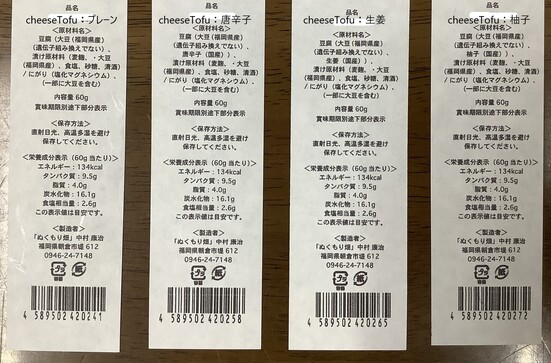 品名
cheeseTofu:プレーン
<原材料名>
豆腐(大豆(福岡県産)
(遺伝子組み換えでない)、
漬け原材料(麦麹、・大豆
(福岡県産)、食塩、砂糖、清酒)
/にがり(塩化マグネシウム)、
(一部に大豆を含む)
内容量 60g
賞味期限別途下部分表示
<保存方法>
直射日光、高温多湿を避け
保存してください。
<栄養成分表示(60g当たり)>
エネルギー:134kcal
タンパク質:9.5g
脂質:4.0g
炭水化物:16.1g
食塩相当量:2.6g
この表示値は目安です。
<製造者>
「ぬくもり畑」中村 康治
福岡県朝倉市堤 612
0946-24-7148
4 589502 420241
品名
cheeseTofu:唐辛子
<原材料名>
豆腐(大豆(福岡県産)
(遺伝子組み換えでない)、
唐辛子(国産))、
漬け原材料(麦麹、・大豆
(福岡県産)、食塩、砂糖、清酒)
/にがり(塩化マグネシウム)、
(一部に大豆を含む)
内容量 60g
賞味期限別途下部分表示
<保存方法>
直射日光、高温多湿を避け
保存してください。
<栄養成分表示(60g当たり)>
エネルギー:134kcal
タンパク質:9.5g
脂質:4.0g
炭水化物:16.1g
食塩相当量:2.6g
この表示値は目安です。
<製造者>
「ぬくもり畑」中村 康治
福岡県朝倉市堤 612
0946-24-7148
4 589502 420258
品名
cheeseTofu:生姜
<原材料名>
豆腐(大豆(福岡県産)
(遺伝子組み換えでない)、
生姜(国産))、
漬け原材料(麦麹、・大豆
(福岡県産)、食塩、砂糖、清酒)
/にがり(塩化マグネシウム)、
(一部に大豆を含む)
内容量 60g
賞味期限別途下部分表示
<保存方法>
直射日光、高温多湿を避け
保存してください。
<栄養成分表示(60g当たり)>
エネルギー:134kcal
タンパク質:9.5g
脂質:4.0g
炭水化物:16.1g
食塩相当量:2.6g
この表示値は目安です。
<製造者>
「ぬくもり畑」中村 康治
福岡県朝倉市堤 612
0946-24-7148
4 589502 420265
品名
cheeseTofu:柚子
<原材料名>
豆腐(大豆(福岡県産)
(遺伝子組み換えでない)、
柚子(国産))、
漬け原材料(麦麹、・大豆
(福岡県産)、食塩、砂糖、清酒)
/にがり(塩化マグネシウム)、
(一部に大豆を含む)
内容量 60g
賞味期限別途下部分表示
<保存方法>
直射日光、高温多湿を避け
保存してください。
<栄養成分表示(60g当たり)>
エネルギー:134kcal
タンパク質:9.5g
脂質:4.0g
炭水化物:16.1g
食塩相当量:2.6g
この表示値は目安です。
<製造者>
「ぬくもり畑」中村 康治
福岡県朝倉市堤 612
0946-24-7148
4 589502 420272